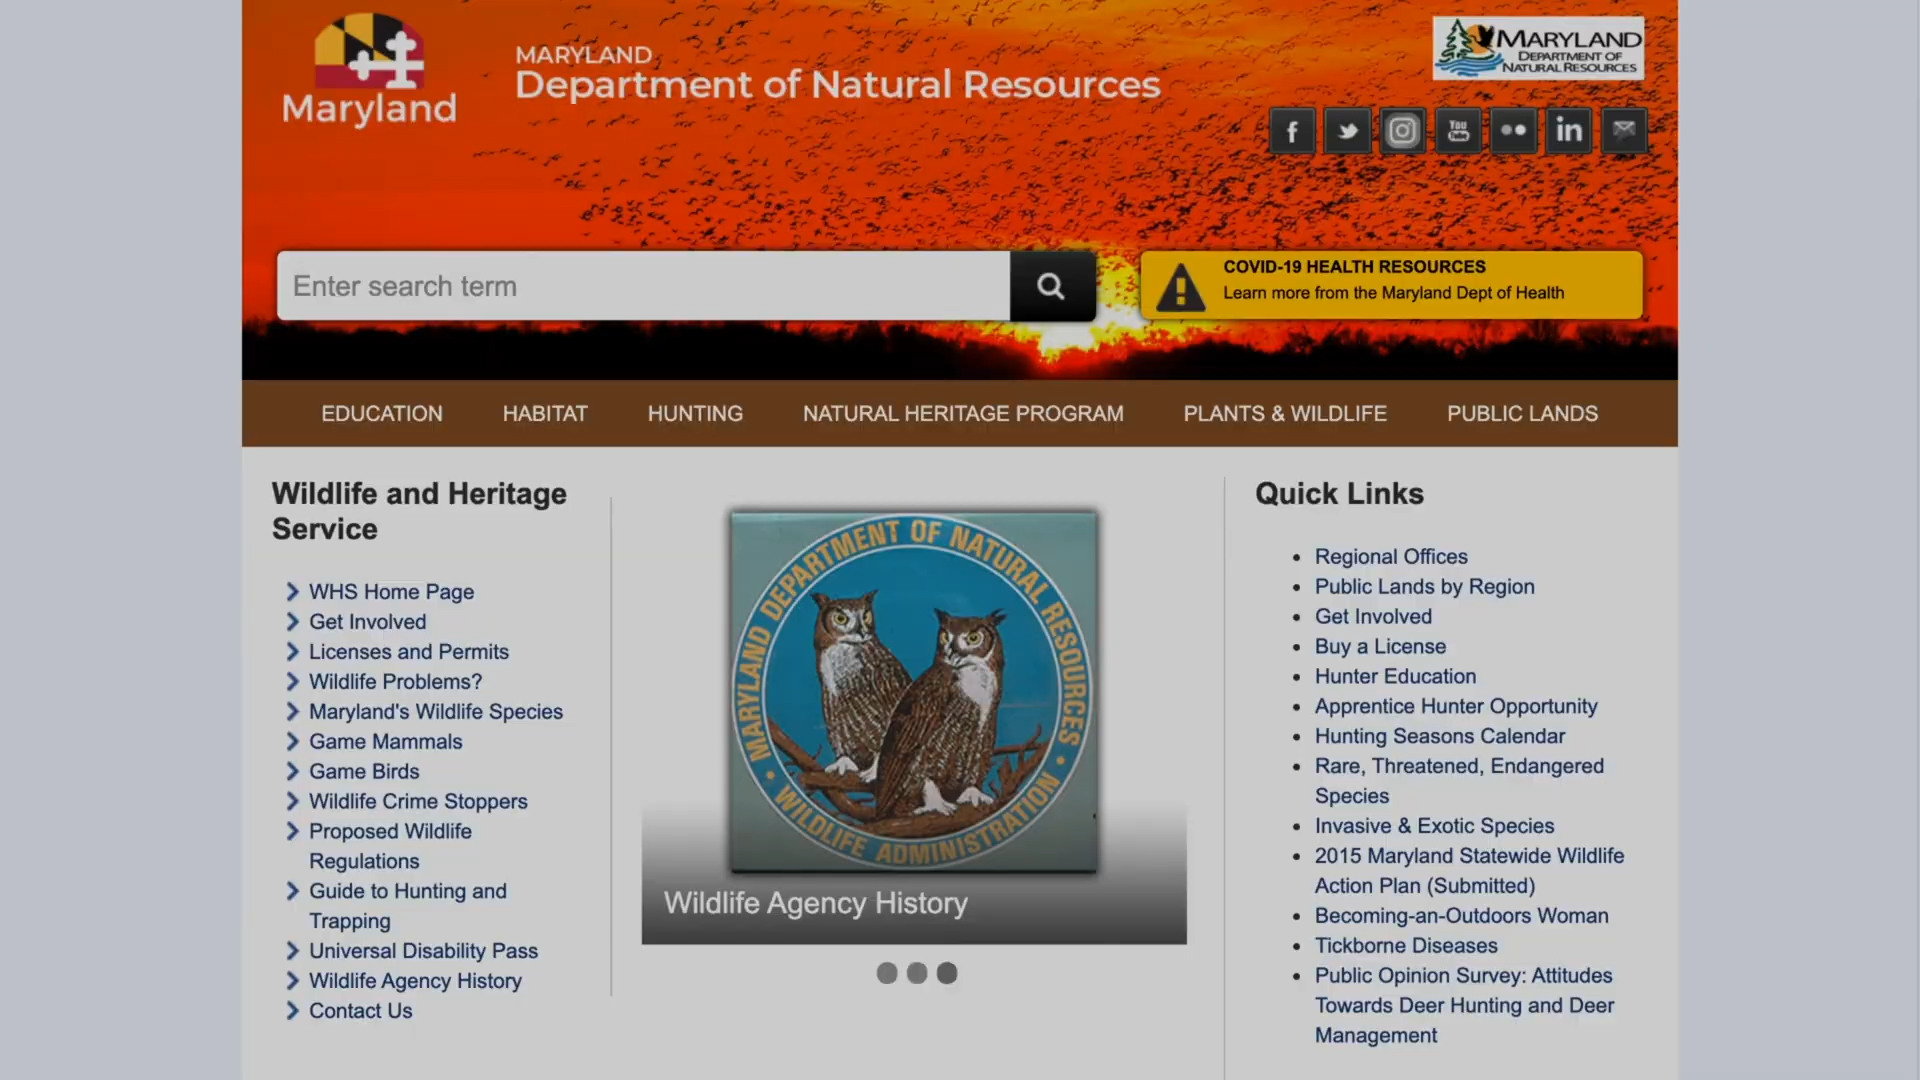 Maryland
MARYLAND
Department of Natural Resources
MARYLAND
DEPARTMENT OF
NATURAL RESOURCES
f
You
Tube
in
Enter search term
COVID-19 HEALTH RESOURCES
Learn more from the Maryland Dept of Health
EDUCATION HABITAT HUNTING NATURAL HERITAGE PROGRAM PLANTS & WILDLIFE PUBLIC LANDS
Wildlife and Heritage
Service
WHS Home Page
Get Involved
Licenses and Permits
Wildlife Problems?
Maryland's Wildlife Species
Game Mammals
Game Birds
Wildlife Crime Stoppers
Proposed Wildlife
Regulations
Guide to Hunting and
Trapping
Universal Disability Pass
Wildlife Agency History
Contact Us
MARYLAND DEPARTMENT OF NATURAL RESOURCES
• WILDLIFE ADMINISTRATION •
Wildlife Agency History
Quick Links
• Regional Offices
• Public Lands by Region
• Get Involved
• Buy a License
• Hunter Education
• Apprentice Hunter Opportunity
• Hunting Seasons Calendar
• Rare, Threatened, Endangered
Species
• Invasive & Exotic Species
• 2015 Maryland Statewide Wildlife
Action Plan (Submitted)
• Becoming-an-Outdoors Woman
• Tickborne Diseases
• Public Opinion Survey: Attitudes
Towards Deer Hunting and Deer
Management